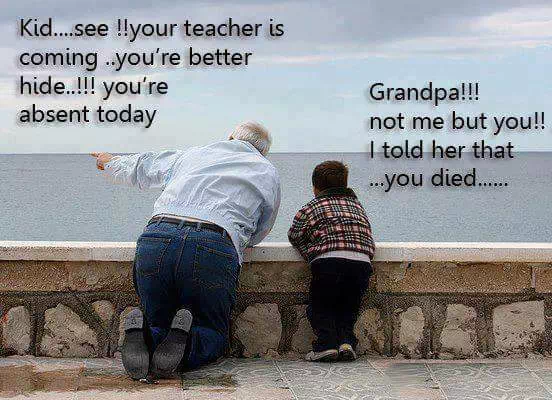 Kid....see !!your teacher is
coming ..you're better
hide..!!! you're
absent today
Grandpa!!!
not me but you!!
I told her that
...you died......